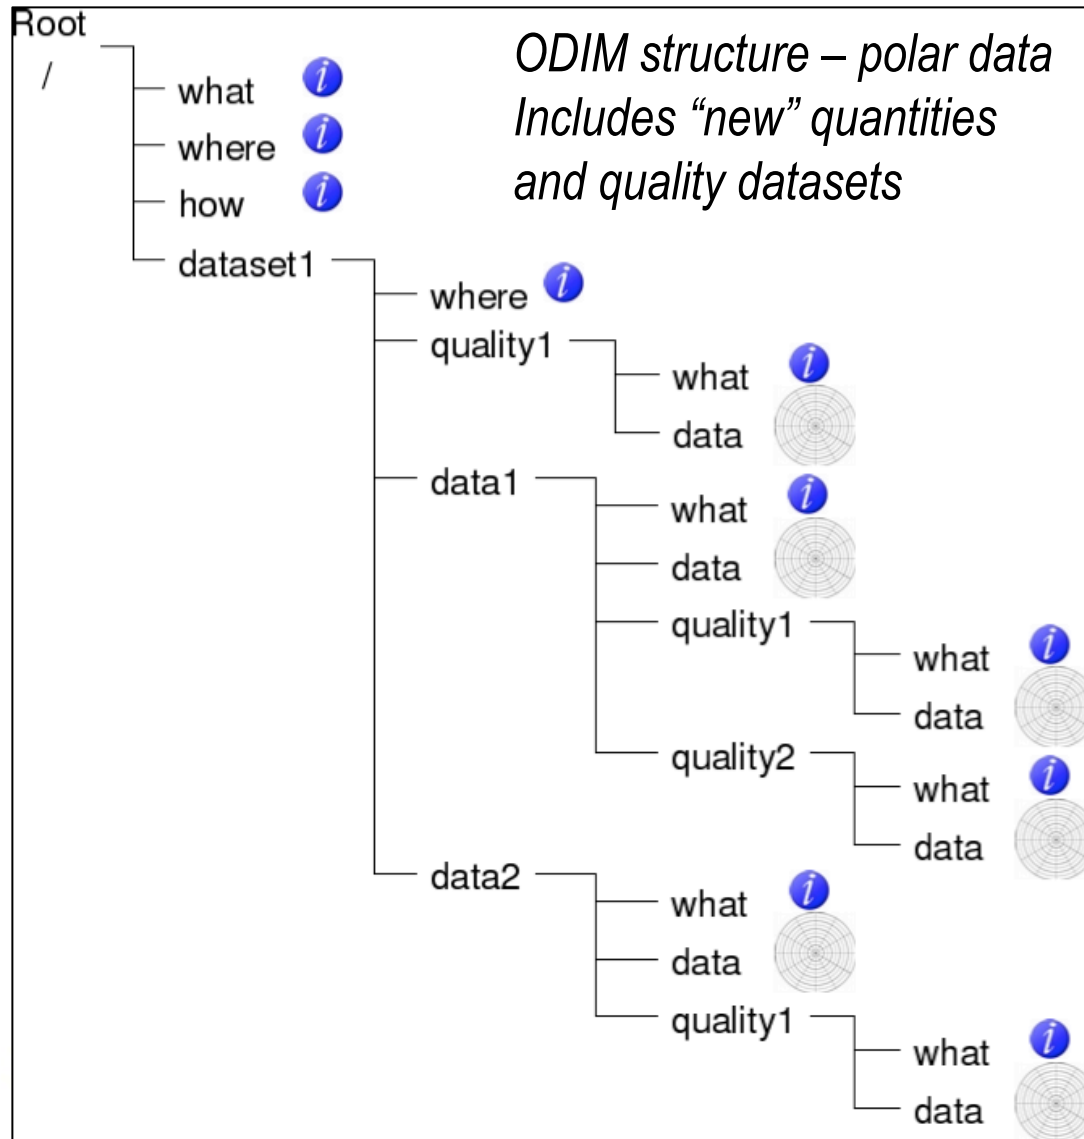 Root
/
ODIM structure – polar data
Includes “new” quantities
and quality datasets
what i
where i
how i
dataset1
where i
quality1
what i
data
data1
what i
data
quality1
what i
data
quality2
what i
data
data2
what i
data
quality1
what i
data